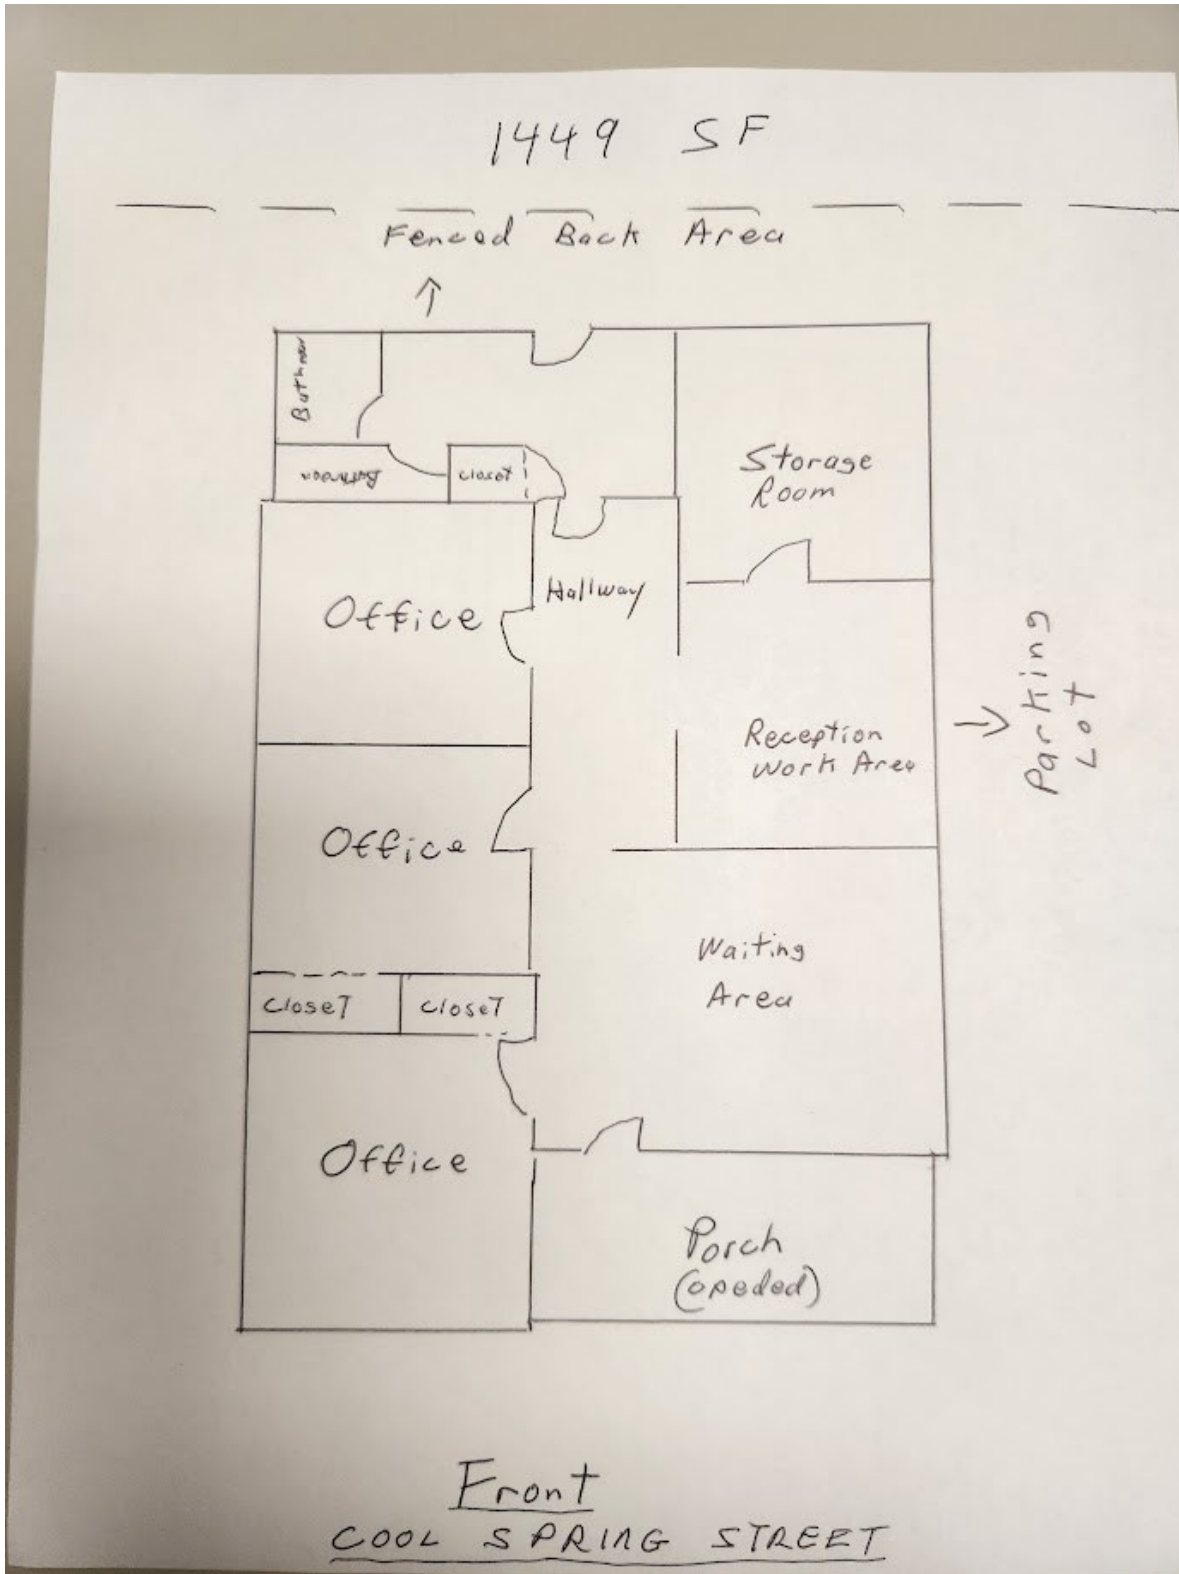 1449 SF
Fenced Back Area
Bathroom
Bathroom
closet
Storage
Room
Hallway
Office
Parking
Lot
Reception
Work Area
Office
Waiting
Area
closet
closet
Office
Porch
(opeded)
Front
COOL SPRING STREET